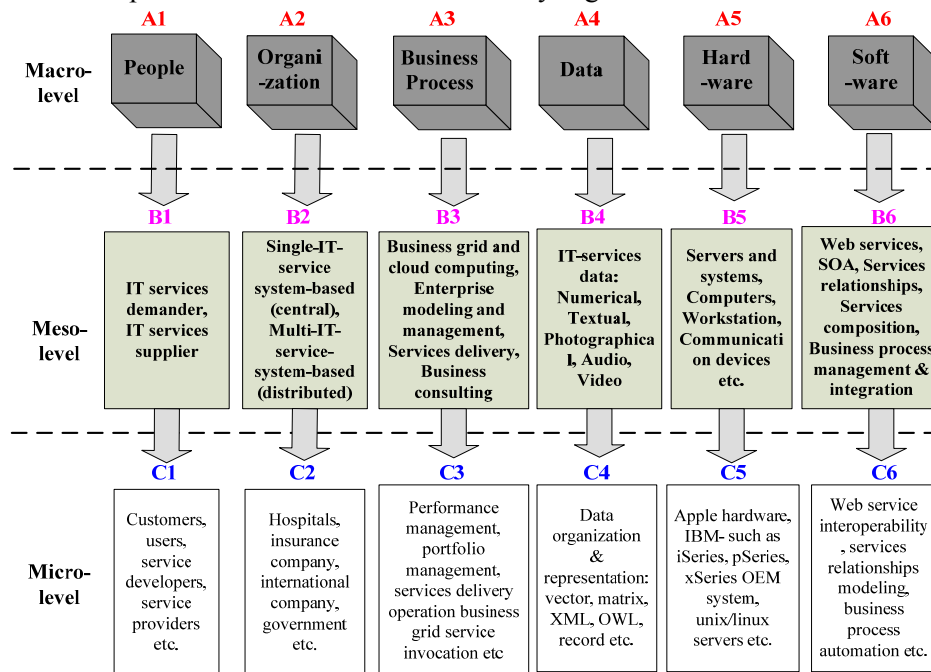 A1 A2 A3 A4 A5 A6
Macro-
level
People
Organi
-zation
Business
Process
Data
Hard
-ware
Soft
-ware
B1 B2 B3 B4 B5 B6
Meso-
level
IT services
demander,
IT services
supplier
Single-IT-
service
system-based
(central),
Multi-IT-
service-
system-based
(distributed)
Business grid and
cloud computing,
Enterprise
modeling and
management,
Services delivery,
Business
consulting
IT-services
data:
Numerical,
Textual,
Photographica
l, Audio,
Video
Servers and
systems,
Computers,
Workstation,
Communicati
on devices
etc.
Web services,
SOA, Services
relationships,
Services
composition,
Business process
management &
integration
C1 C2 C3 C4 C5 C6
Micro-
level
Customers,
users,
service
developers,
service
providers
etc.
Hospitals,
insurance
company,
international
company,
government
etc.
Performance
management,
portfolio
management,
services delivery
operation business
grid service
invocation etc
Data
organization
&
representation:
vector, matrix,
XML, OWL,
record etc.
Apple hardware,
IBM- such as
iSeries, pSeries,
xSeries OEM
system,
unix/linux
servers etc.
Web service
interoperability
, services
relationships
modeling,
business
process
automation etc.